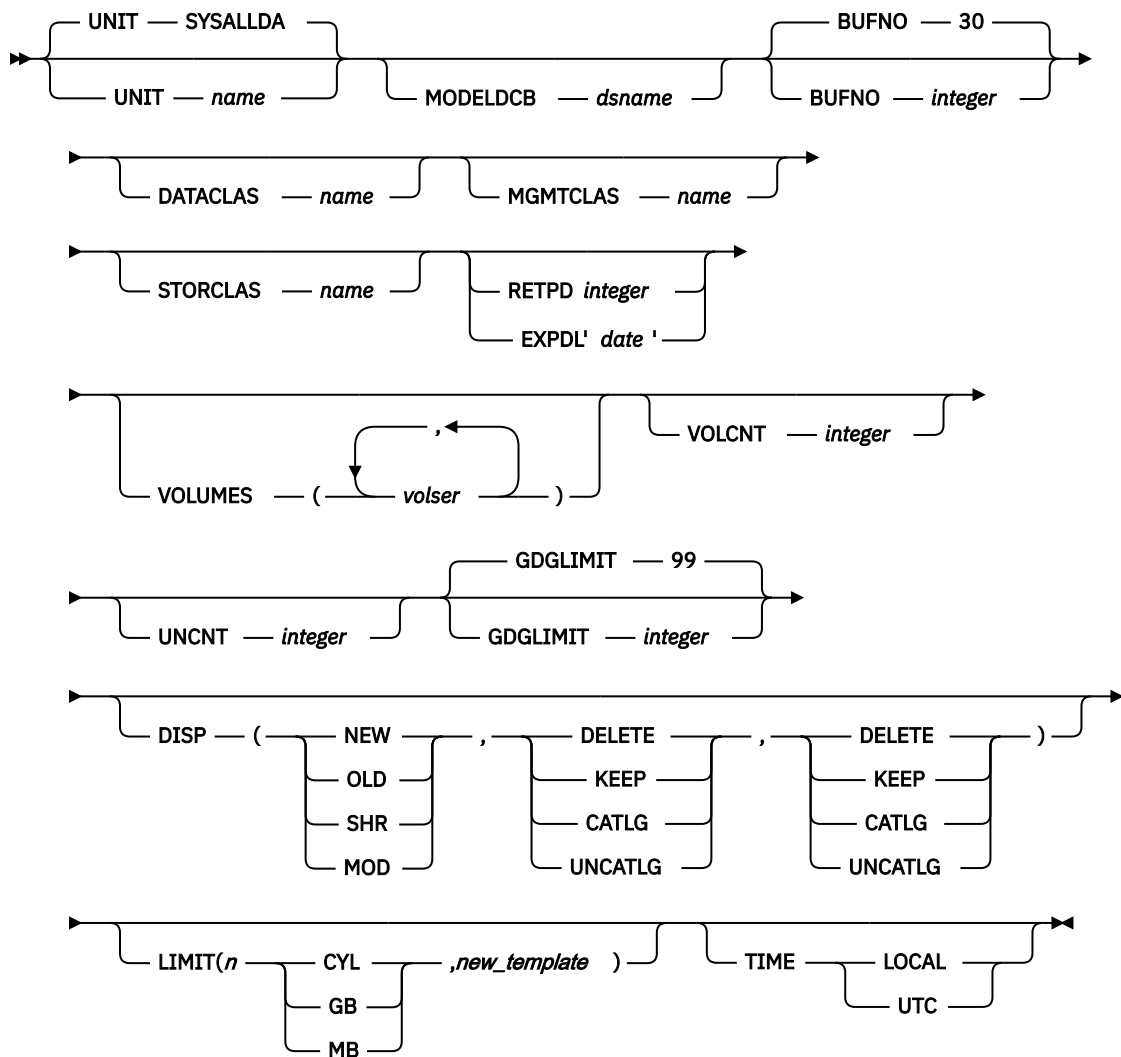 UNIT SYSALLDA BUFNO 30
UNIT name MODELDCB dsname BUFNO integer
DATACLAS name MGMTCLAS name
STORCLAS name RETPD integer
EXPDL' date '
,
VOLCNT integer
VOLUMES ( volser )
GDGLIMIT 99
UNCNT integer GDGLIMIT integer
DISP ( NEW , DELETE , DELETE )
OLD KEEP KEEP
SHR CATLG CATLG
MOD UNCATLG UNCATLG
LIMIT(n CYL ,new_template ) TIME LOCAL
GB UTC
MB